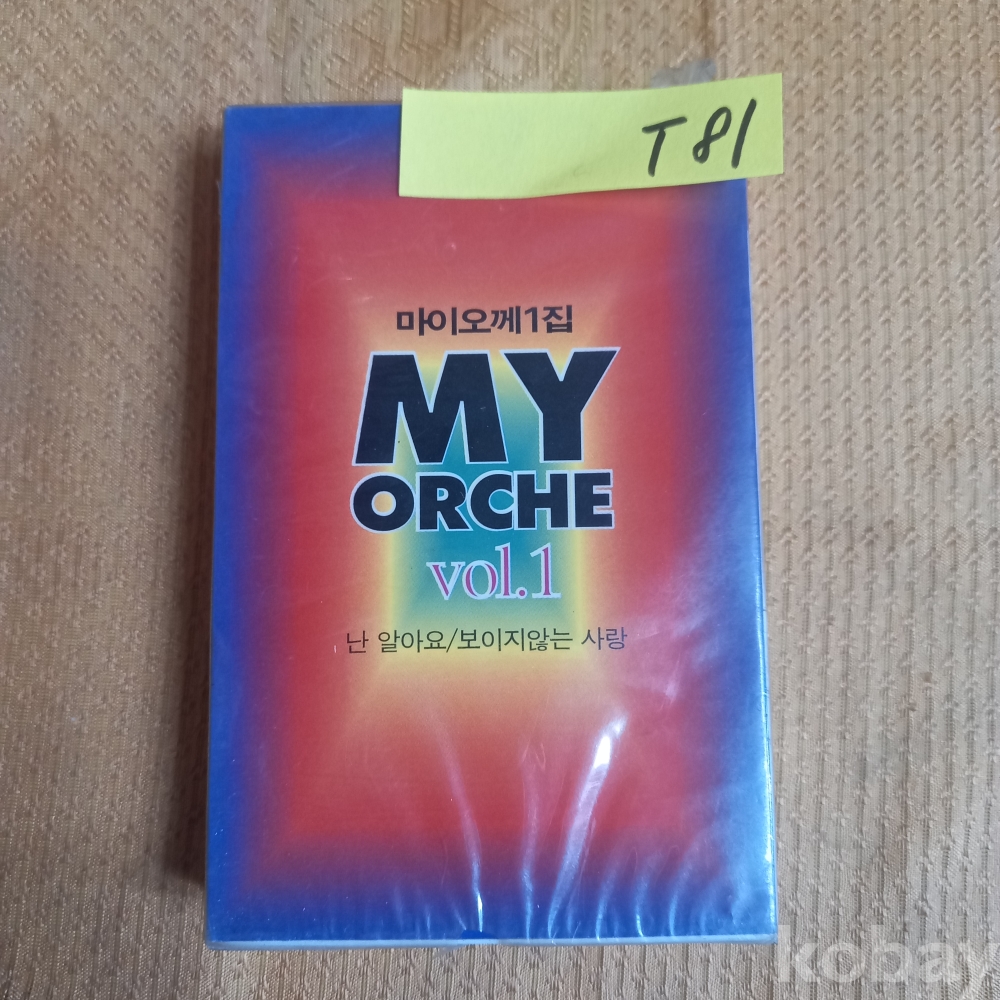 T81
마이오께1집
MY
ORCHE
vol.1
난 알아요/보이지않는 사랑
kobay